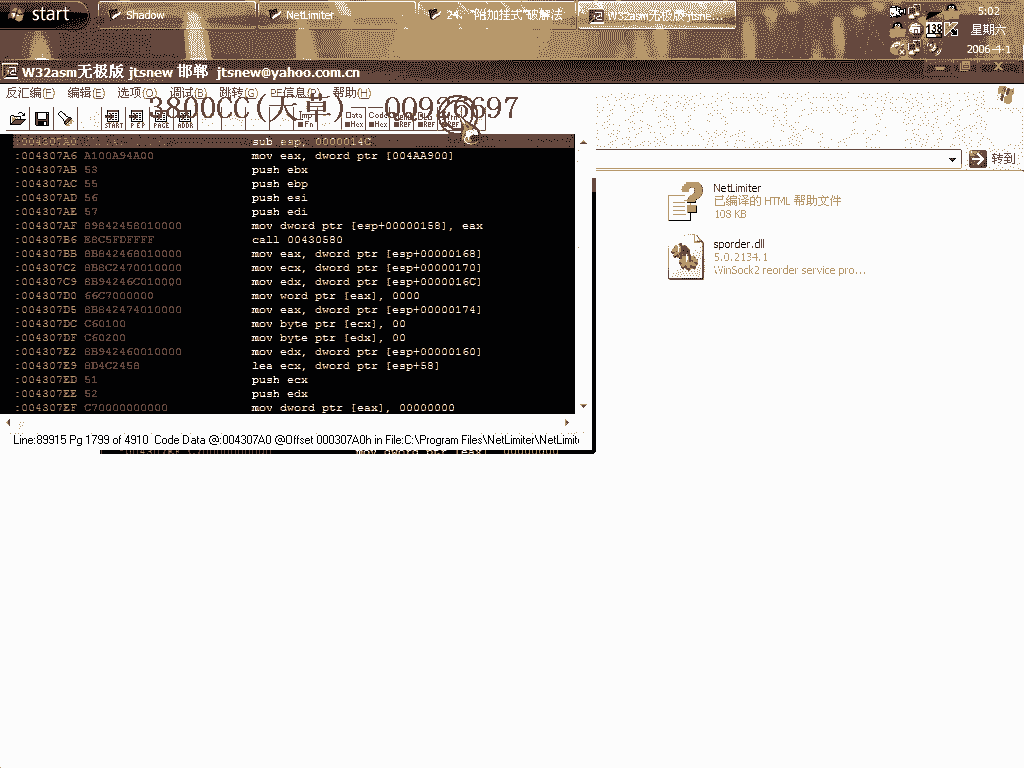 start
Shadow
NetLimiter
24. “附加挂式”破解法
W32asm无极版 jtsne...
5:02
星期六
2006-4-1
138
W32asm无极版 jtsnew 邯郸 jtsnew@yahoo.com.cn
反汇编(F) 编辑(E) 选项(O) 调试(B) 跳转(G) PE信息(P) 帮助(H)
3800CC(天草)--00926697
:004307A0 sub esp, 0000014C
:004307A6 A100A94A00 mov eax, dword ptr [004AA900]
:004307AB 53 push ebx
:004307AC 55 push ebp
:004307AD 56 push esi
:004307AE 57 push edi
:004307AF 89842458010000 mov dword ptr [esp+00000158], eax
:004307B6 E8C5FDFFFF call 00430580
:004307BB 8B842468010000 mov eax, dword ptr [esp+00000168]
:004307C2 8B8C2470010000 mov ecx, dword ptr [esp+00000170]
:004307C9 8B94246C010000 mov edx, dword ptr [esp+0000016C]
:004307D0 66C7000000 mov word ptr [eax], 0000
:004307D5 8B842474010000 mov eax, dword ptr [esp+00000174]
:004307DC C60100 mov byte ptr [ecx], 00
:004307DF C60200 mov byte ptr [edx], 00
:004307E2 8B942460010000 mov edx, dword ptr [esp+00000160]
:004307E9 8D4C2458 lea ecx, dword ptr [esp+58]
:004307ED 51 push ecx
:004307EE 52 push edx
:004307EF C70000000000 mov dword ptr [eax], 00000000
Line:89915 Pg 1799 of 4910 Code Data @:004307A0 @Offset 000307A0h in File:C:\Program Files\NetLimiter\NetLimite
转到
NetLimiter
已编译的 HTML 帮助文件
108 KB
sporder.dll
5.0.2134.1
WinSock2 reorder service pro...